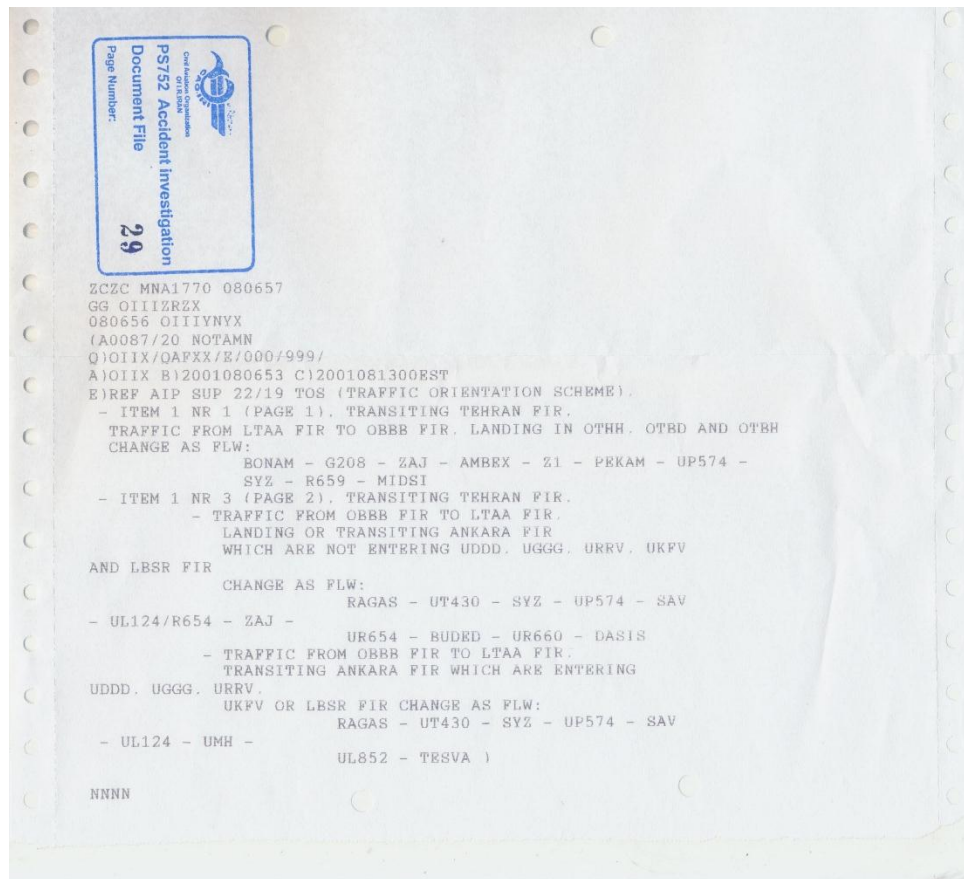 Civil Aviation Organization
Of I.R.IRAN
PS752 Accident investigation
Document File
Page Number: 29
ZCZC MNA1770 080657
GG OIIIZRZX
080656 OIIIYNYX
(A0087/20 NOTAMN
Q)OIIX/QAFXX/E/000/999/
A)OIIX B)2001080653 C)2001081300EST
E)REF AIP SUP 22/19 TOS (TRAFFIC ORIENTATION SCHEME).
- ITEM 1 NR 1 (PAGE 1). TRANSITING TEHRAN FIR.
TRAFFIC FROM LTAA FIR TO OBBB FIR. LANDING IN OTHH. OTBD AND OTBH
CHANGE AS FLW:
BONAM - G208 - ZAJ - AMBEX - Z1 - PEKAM - UP574 -
SYZ - R659 - MIDSI
- ITEM 1 NR 3 (PAGE 2). TRANSITING TEHRAN FIR.
- TRAFFIC FROM OBBB FIR TO LTAA FIR.
LANDING OR TRANSITING ANKARA FIR
WHICH ARE NOT ENTERING UDDD. UGGG. URRV. UKFV
AND LBSR FIR
CHANGE AS FLW:
RAGAS - UT430 - SYZ - UP574 - SAV
- UL124/R654 - ZAJ -
UR654 - BUDED - UR660 - DASIS
- TRAFFIC FROM OBBB FIR TO LTAA FIR.
TRANSITING ANKARA FIR WHICH ARE ENTERING
UDDD. UGGG. URRV.
UKFV OR LBSR FIR CHANGE AS FLW:
RAGAS - UT430 - SYZ - UP574 - SAV
- UL124 - UMH -
UL852 - TESVA )
NNNN